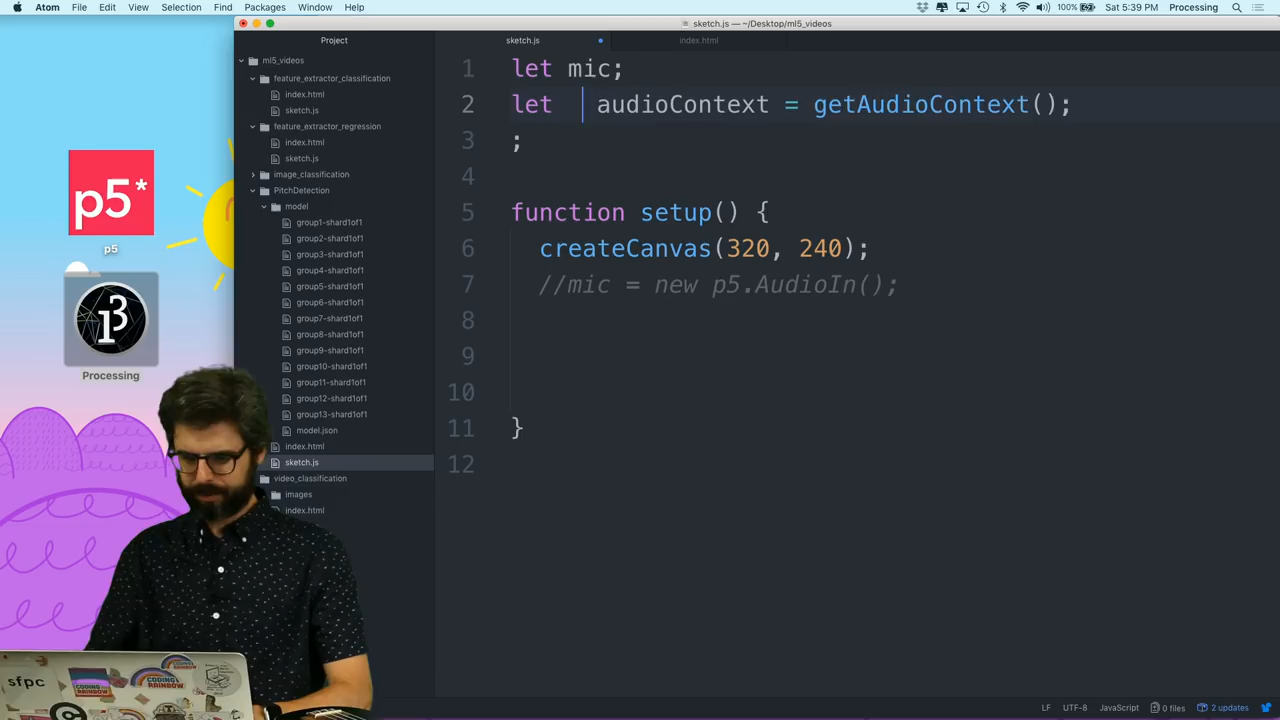 Atom File Edit View Selection Find Packages Window Help 100% Sat 5:39 PM Processing
sketch.js — ~/Desktop/ml5_videos
Project
sketch.js
index.html
ml5_videos
feature_extractor_classification
index.html
sketch.js
feature_extractor_regression
index.html
sketch.js
image_classification
PitchDetection
model
group1-shard1of1
group2-shard1of1
group3-shard1of1
group4-shard1of1
group5-shard1of1
group6-shard1of1
group7-shard1of1
group8-shard1of1
group9-shard1of1
group10-shard1of1
group11-shard1of1
group12-shard1of1
group13-shard1of1
model.json
index.html
sketch.js
video_classification
images
index.html
1 let mic;
2 let audioContext = getAudioContext();
3 ;
4
5 function setup() {
6 createCanvas(320, 240);
7 //mic = new p5.AudioIn();
8
9
10
11 }
12
p5*
p5
Processing
sfpc
CODING RAINBOW
CODING RAINBOW
LF UTF-8 JavaScript 0 files 2 updates